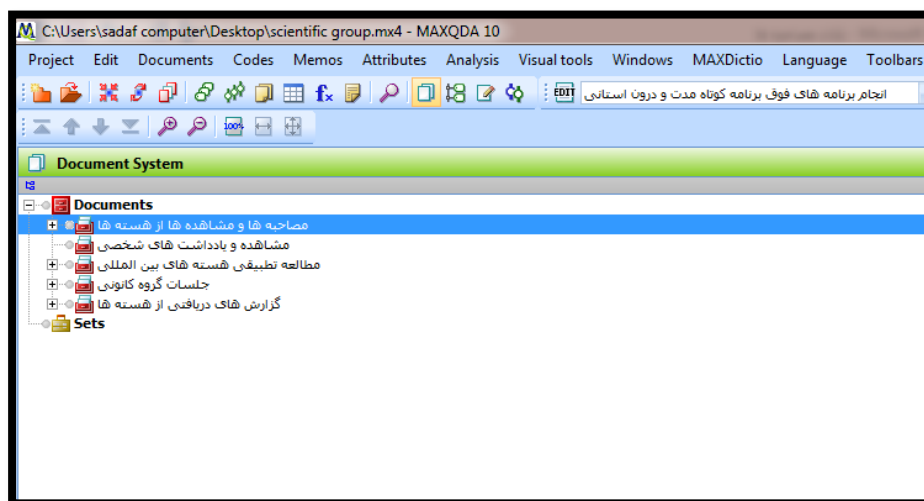 C:\Users\sadaf computer\Desktop\scientific group.mx4 - MAXQDA 10
Project Edit Documents Codes Memos Attributes Analysis Visual tools Windows MAXDictio Language Toolbars
EDIT انجام برنامه های فوق برنامه کوتاه مدت و درون استانی
100%
Document System
Documents
مصاحبه ها و مشاهده ها از هسته ها
مشاهده و یادداشت های شخصی
مطالعه تطبیقی هسته های بین المللی
جلسات گروه کانونی
گزارش های دریافتی از هسته ها
Sets